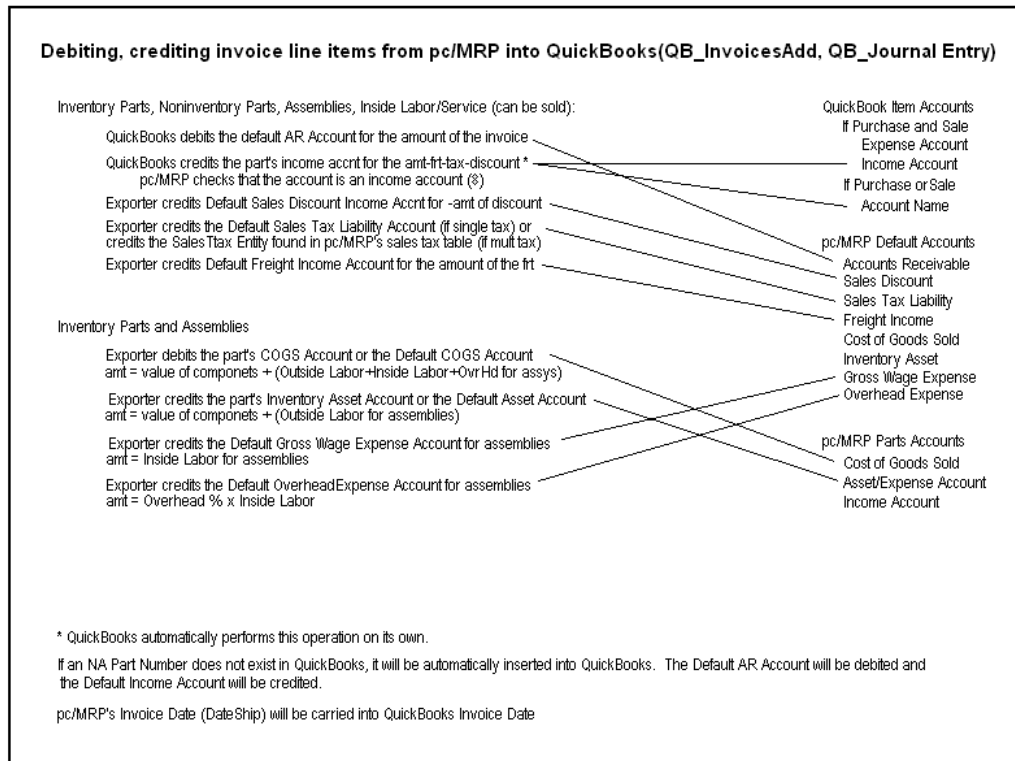 Debiting, crediting invoice line items from pc/MRP into QuickBooks(QB_InvoicesAdd, QB_Journal Entry)
Inventory Parts, Noninventory Parts, Assemblies, Inside Labor/Service (can be sold):
QuickBooks debits the default AR Account for the amount of the invoice
QuickBooks credits the part's income accnt for the amt-frt-tax-discount *
pc/MRP checks that the account is an income account ($)
Exporter credits Default Sales Discount Income Accnt for -amt of discount
Exporter credits the Default Sales Tax Liability Account (if single tax) or
credits the SalesTtax Entity found in pc/MRP's sales tax table (if mult tax)
Exporter credits Default Freight Income Account for the amount of the frt
Inventory Parts and Assemblies
Exporter debits the part's COGS Account or the Default COGS Account
amt = value of componets + (Outside Labor+Inside Labor+OvrHd for assys)
Exporter credits the part's Inventory Asset Account or the Default Asset Account
amt = value of componets + (Outside Labor for assemblies)
Exporter credits the Default Gross Wage Expense Account for assemblies
amt = Inside Labor for assemblies
Exporter credits the Default OverheadExpense Account for assemblies
amt = Overhead % x Inside Labor
QuickBook Item Accounts
If Purchase and Sale
Expense Account
Income Account
If Purchase or Sale
Account Name
pc/MRP Default Accounts
Accounts Receivable
Sales Discount
Sales Tax Liability
Freight Income
Cost of Goods Sold
Inventory Asset
Gross Wage Expense
Overhead Expense
pc/MRP Parts Accounts
Cost of Goods Sold
Asset/Expense Account
Income Account
* QuickBooks automatically performs this operation on its own.
If an NA Part Number does not exist in QuickBooks, it will be automatically inserted into QuickBooks. The Default AR Account will be debited and
the Default Income Account will be credited.
pc/MRP's Invoice Date (DateShip) will be carried into QuickBooks Invoice Date